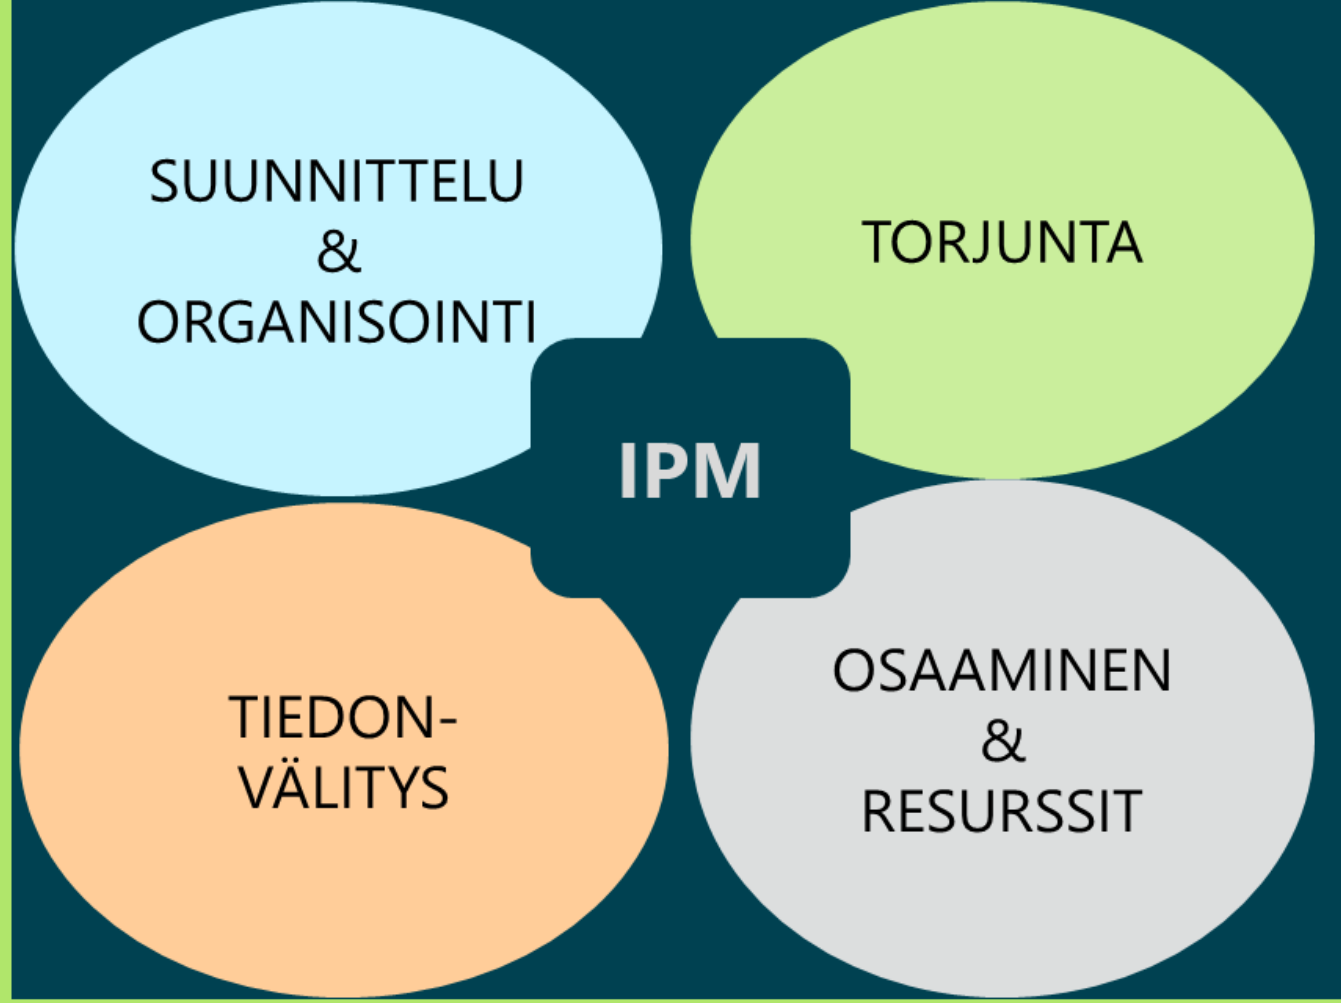 SUUNNITTELU
&
ORGANISOINTI
TORJUNTA
IPM
TIEDON-
VÄLITYS
OSAAMINEN
&
RESURSSIT